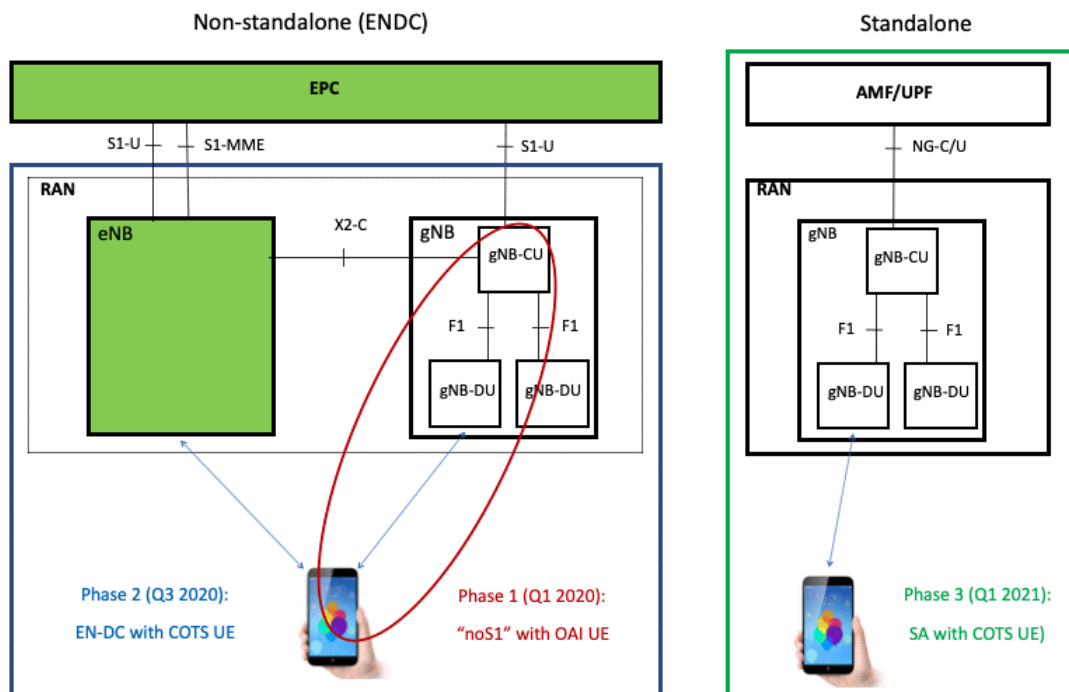 Non-standalone (ENDC)
Standalone
EPC
AMF/UPF
S1-U
S1-MME
S1-U
NG-C/U
RAN
RAN
eNB
X2-C
gNB
gNB-CU
gNB
gNB-CU
F1
F1
F1
F1
gNB-DU
gNB-DU
gNB-DU
gNB-DU
Phase 2 (Q3 2020):
EN-DC with COTS UE
Phase 1 (Q1 2020):
“noS1” with OAI UE
Phase 3 (Q1 2021):
SA with COTS UE)